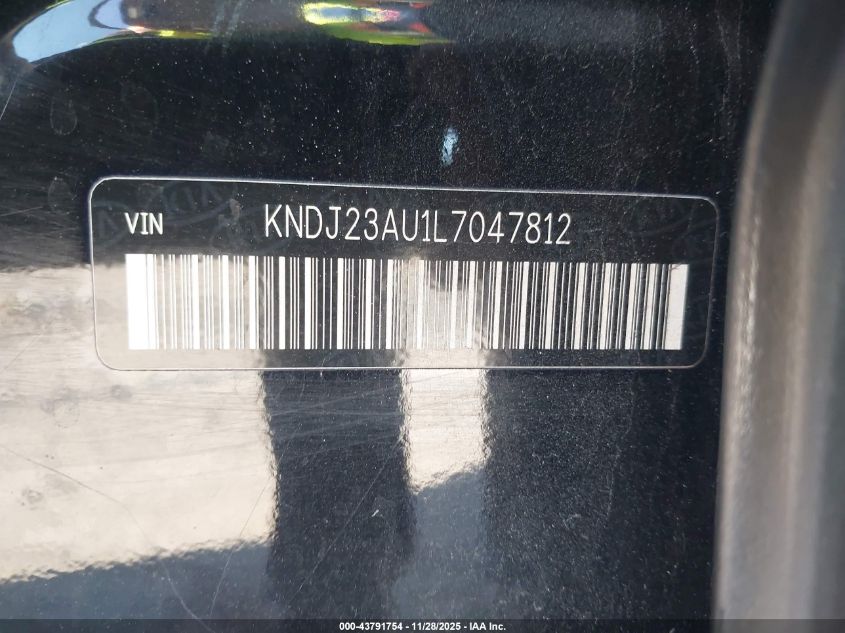 VIN KNDJ23AU1L7047812
000-43791754 - 11/28/2025 - IAA Inc.